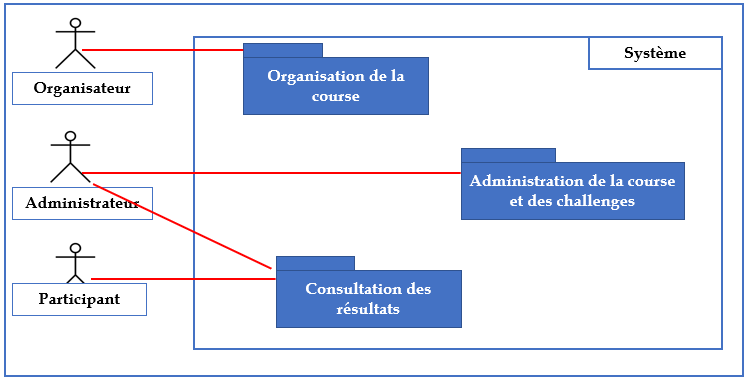 Système
Organisateur
Organisation de la
course
Administrateur
Administration de la course
et des challenges
Participant
Consultation des
résultats